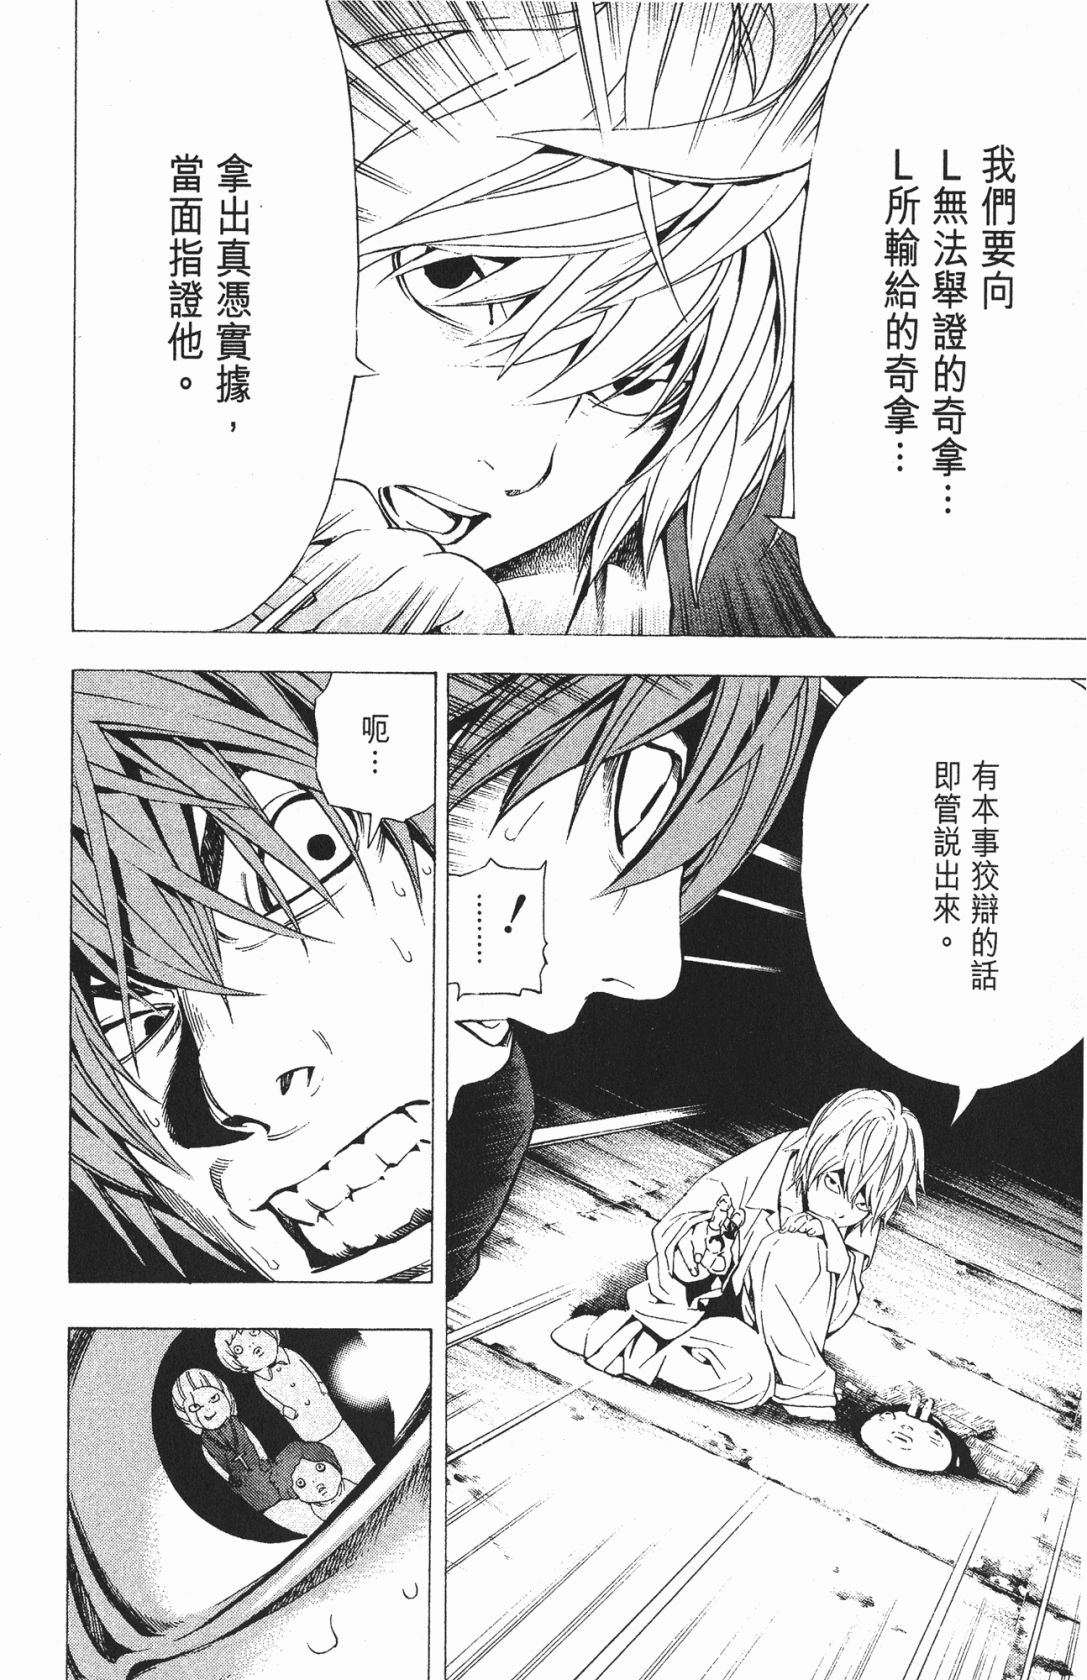 我們要向
L無法舉證的奇拿…
L所輸給的奇拿…
拿出真憑實據，
當面指證他。
有本事狡辯的話
即管説出來。
！
………
呃…